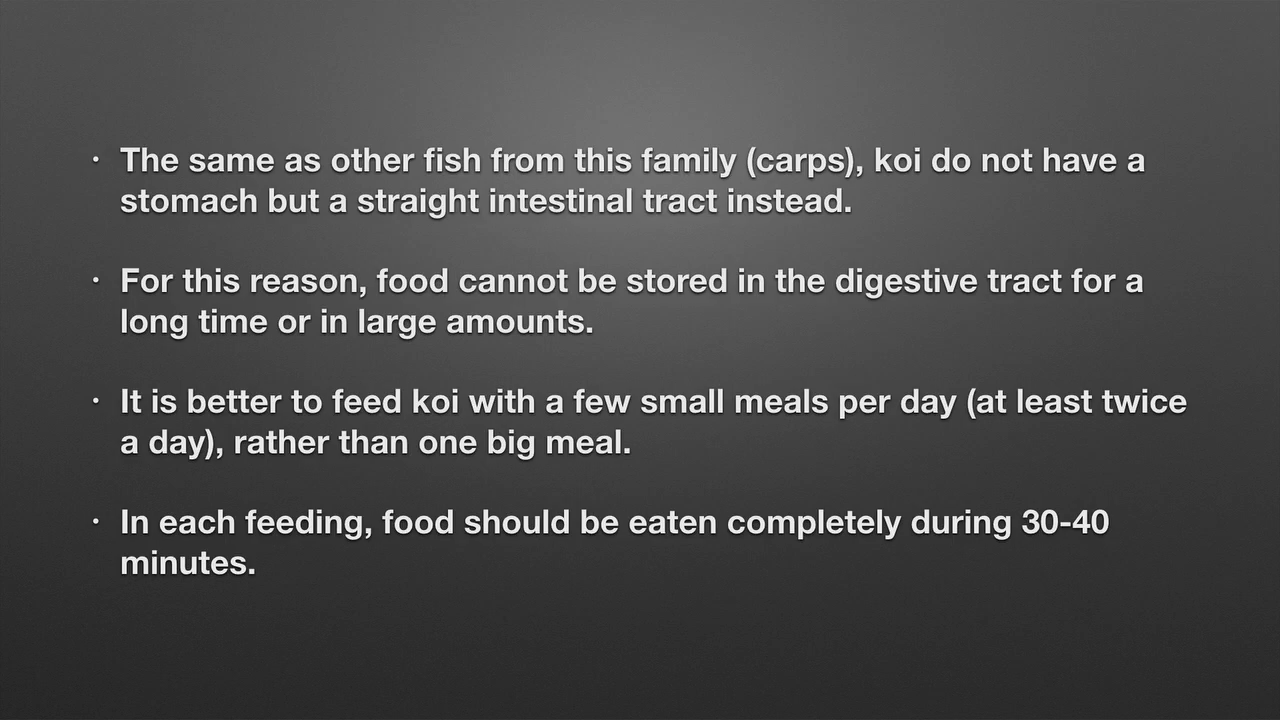 • The same as other fish from this family (carps), koi do not have a
stomach but a straight intestinal tract instead.
• For this reason, food cannot be stored in the digestive tract for a
long time or in large amounts.
• It is better to feed koi with a few small meals per day (at least twice
a day), rather than one big meal.
• In each feeding, food should be eaten completely during 30-40
minutes.